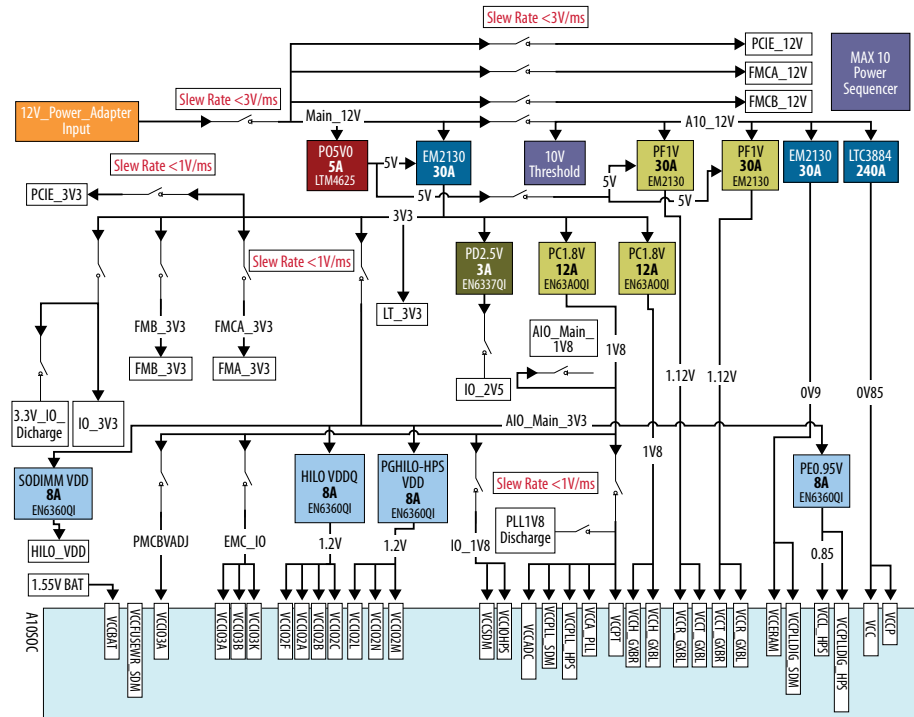 Slew Rate <3V/ms
PCIE_12V
MAX 10
Power
Sequencer
FMCA_12V
Slew Rate <3V/ms
12V_Power_Adapter
Input
FMCB_12V
Main_12V
A10_12V
PO5V0
5A
LTM4625
5V
EM2130
30A
10V
Threshold
5V
PF1V
30A
EM2130
5V
PF1V
30A
EM2130
EM2130
30A
LTC3884
240A
Slew Rate <1V/ms
PCIE_3V3
5V
3V3
Slew Rate <1V/ms
PD2.5V
3A
EN6337QI
PC1.8V
12A
EN63A0QI
PC1.8V
12A
EN63A0QI
LT_3V3
FMB_3V3
FMCA_3V3
AIO_Main_
1V8
1V8
FMB_3V3
FMA_3V3
IO_2V5
1.12V
1.12V
0V9
0V85
3.3V_IO_
Dicharge
IO_3V3
AIO_Main_3V3
1V8
SODIMM VDD
8A
EN6360QI
HILO VDDQ
8A
EN6360QI
PGHILO-HPS
VDD
8A
EN6360QI
Slew Rate <1V/ms
PE0.95V
8A
EN6360QI
PLL1V8
Discharge
HILO_VDD
PMCBVADJ
EMC_IO
1.2V
1.2V
IO_1V8
0.85
1.55V BAT
A10SOC
VCCBAT
VCCFUSEWR_SDM
VCCIO3A
VCCIO3A
VCCIO3B
VCCIO3K
VCCIO2F
VCCIO2A
VCCIO2B
VCCIO2C
VCCIO2L
VCCIO2N
VCCIO2M
VCCSDM
VCCIOHPS
VCCADC
VCCPLL_SDM
VCCPLL_HPS
VCCA_PLL
VCCPT
VCCH_GXBR
VCCH_GXBL
VCCR_GXBL
VCCT_GXBL
VCCT_GXBR
VCCR_GXBL
VCCERAM
VCCPLLDIG_SDM
VCCL_HPS
VCCPLLDIG_HPS
VCC
VCCP